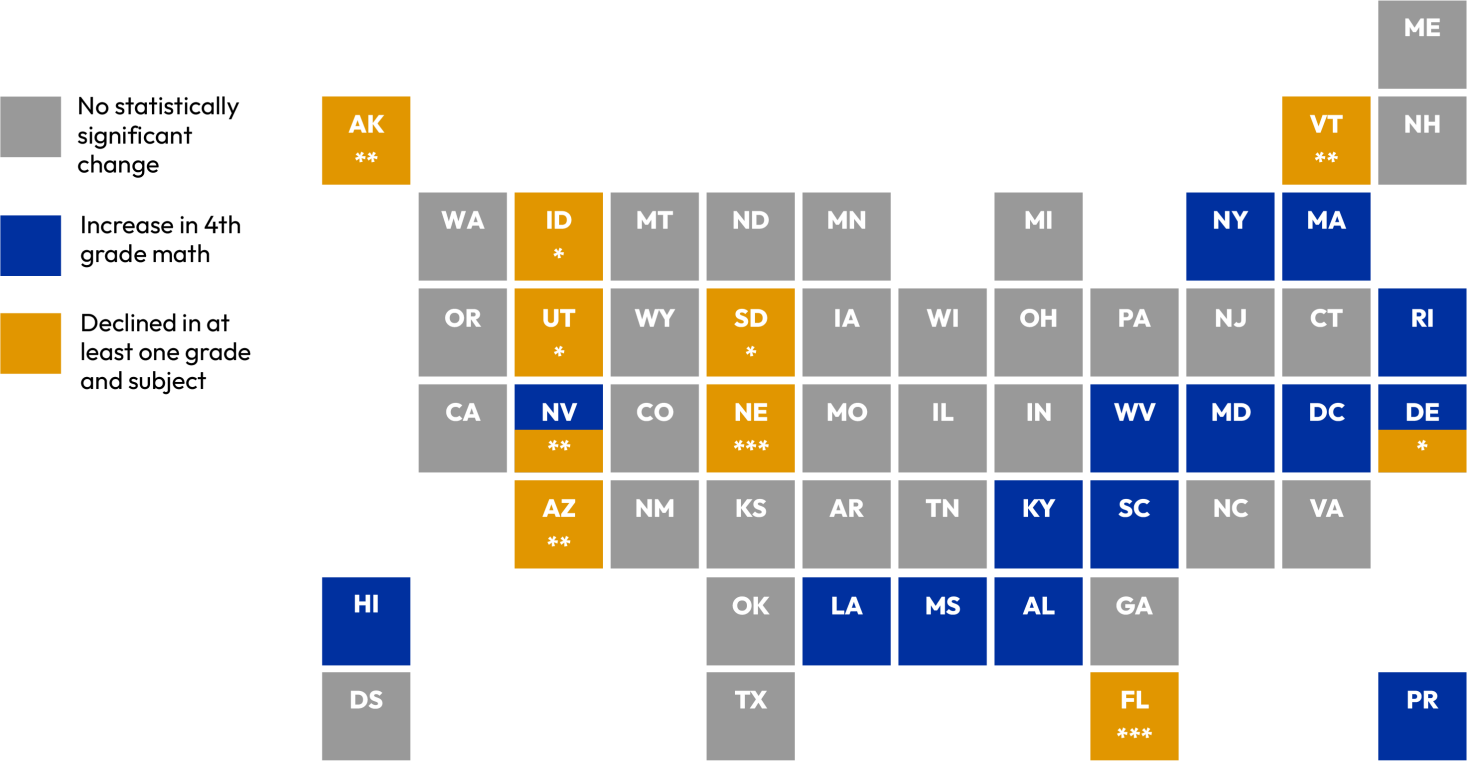 ME
No statistically
significant
change
AK
**
VT
**
NH
Increase in 4th
grade math
WA
ID
*
MT
ND
MN
MI
NY
MA
Declined in at
least one grade
and subject
OR
UT
*
WY
SD
*
IA
WI
OH
PA
NJ
CT
RI
CA
NV
**
CO
NE
***
MO
IL
IN
WV
MD
DC
DE
*
AZ
**
NM
KS
AR
TN
KY
SC
NC
VA
HI
OK
LA
MS
AL
GA
DS
TX
FL
***
PR